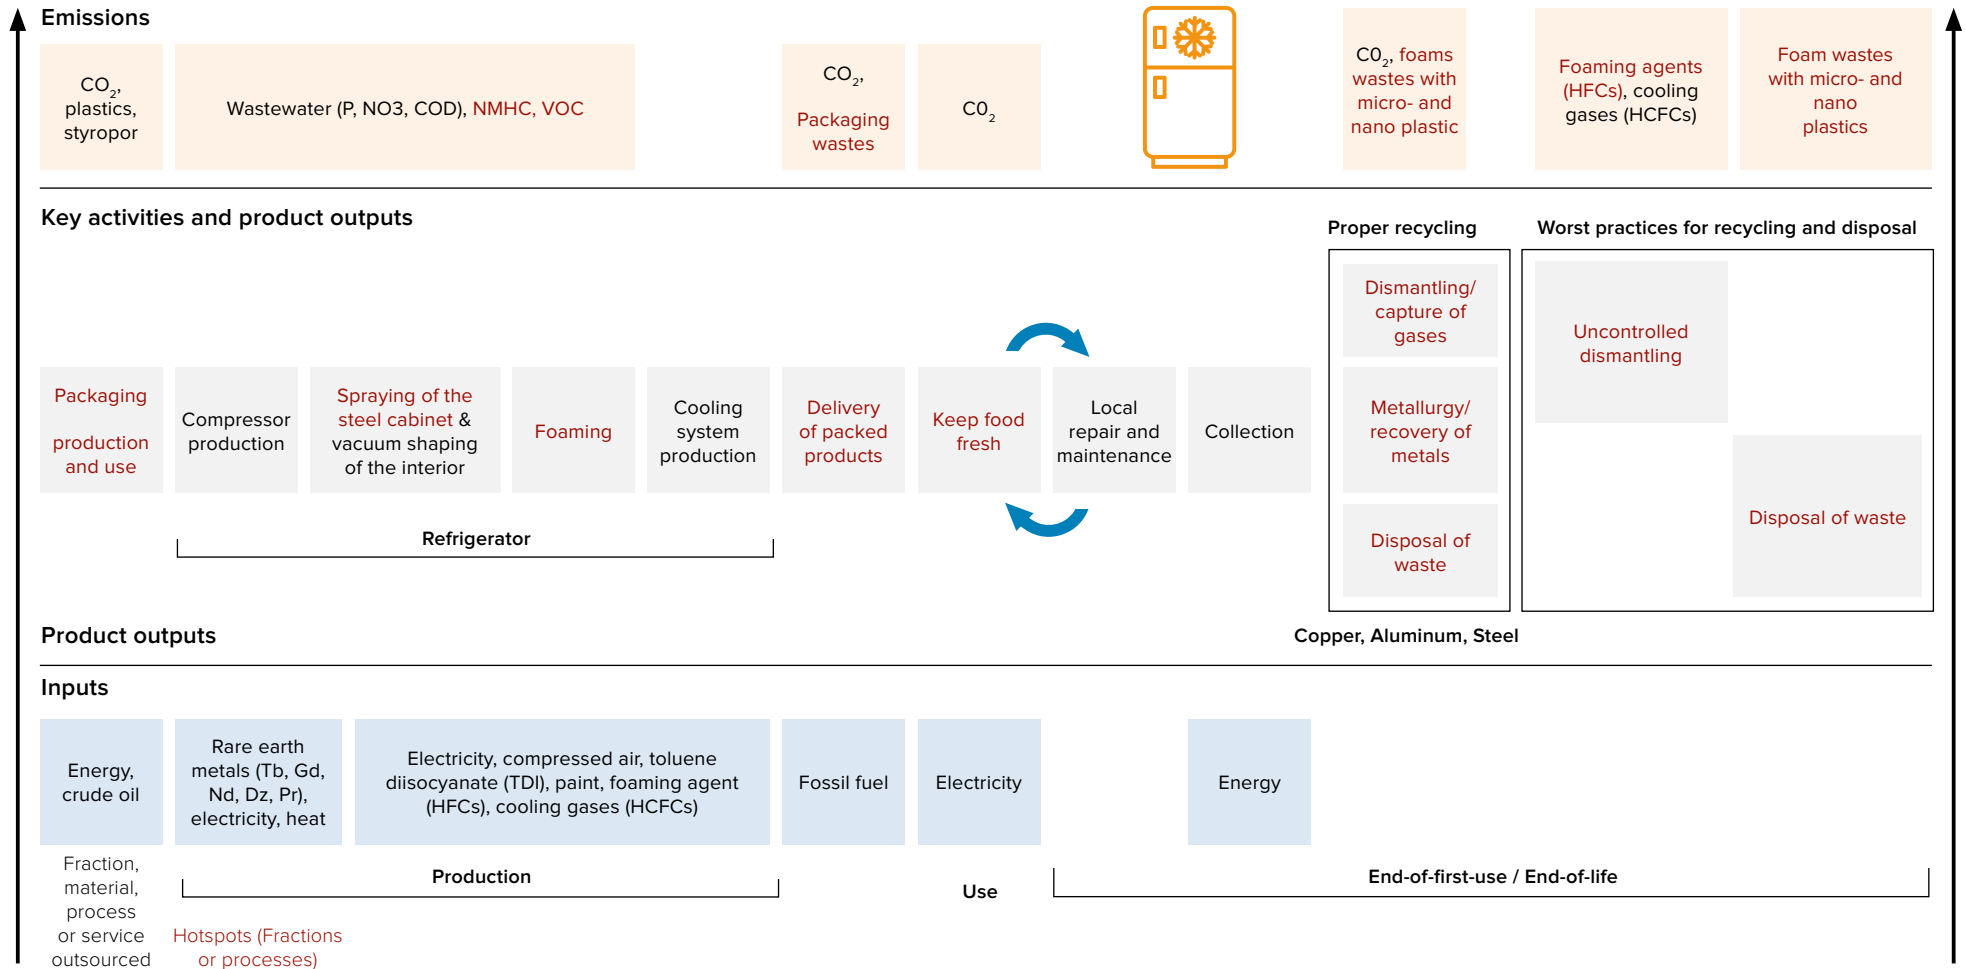 Emissions
CO₂,
plastics,
styropor
Wastewater (P, NO3, COD), NMHC, VOC
CO₂,
Packaging
wastes
C0₂
C0₂, foams
wastes with
micro- and
nano plastic
Foaming agents
(HFCs), cooling
gases (HCFCs)
Foam wastes
with micro- and
nano
plastics
Key activities and product outputs
Proper recycling
Worst practices for recycling and disposal
Packaging
production
and use
Compressor
production
Spraying of the
steel cabinet &
vacuum shaping
of the interior
Foaming
Cooling
system
production
Delivery
of packed
products
Keep food
fresh
Local
repair and
maintenance
Collection
Dismantling/
capture of
gases
Metallurgy/
recovery of
metals
Disposal of
waste
Uncontrolled
dismantling
Disposal of waste
Refrigerator
Product outputs
Copper, Aluminum, Steel
Inputs
Energy,
crude oil
Rare earth
metals (Tb, Gd,
Nd, Dz, Pr),
electricity, heat
Electricity, compressed air, toluene
diisocyanate (TDI), paint, foaming agent
(HFCs), cooling gases (HCFCs)
Fossil fuel
Electricity
Energy
Fraction,
material,
process
or service
outsourced
Production
Use
End-of-first-use / End-of-life
Hotspots (Fractions
or processes)